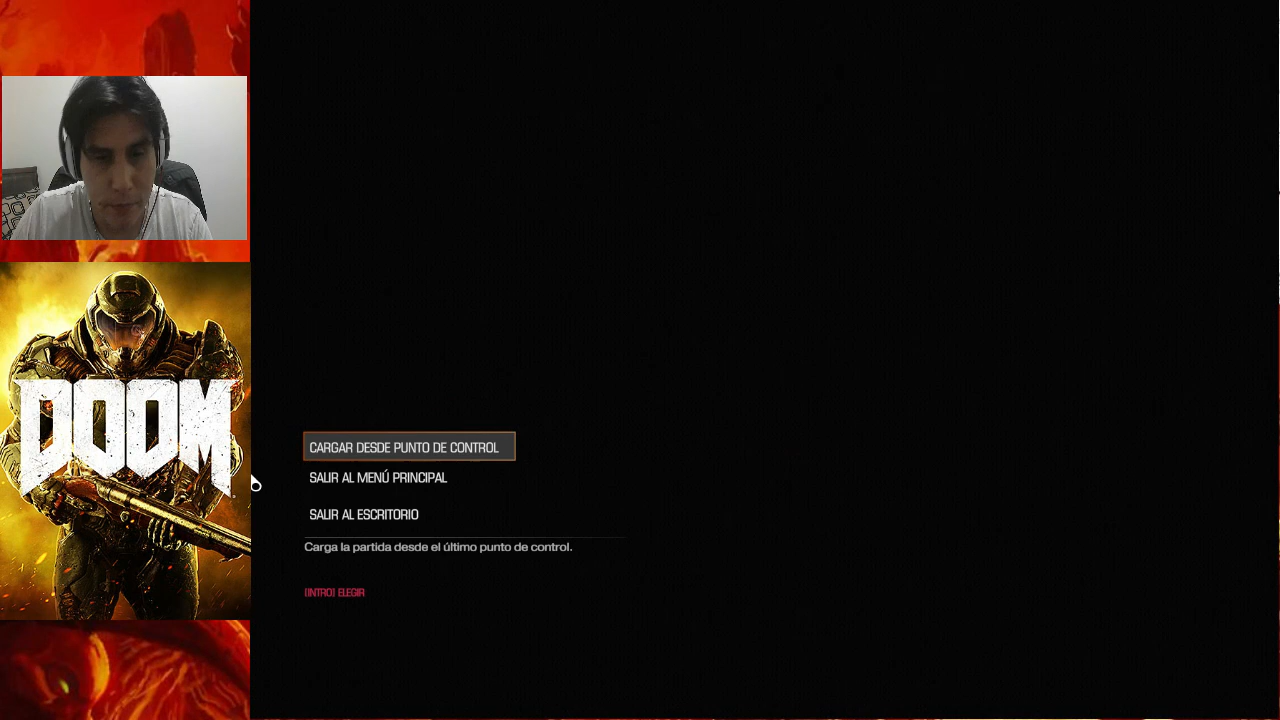 DOOM
CARGAR DESDE PUNTO DE CONTROL
SALIR AL MENÚ PRINCIPAL
SALIR AL ESCRITORIO
Carga la partida desde el último punto de control.
[INTRO] ELEGIR